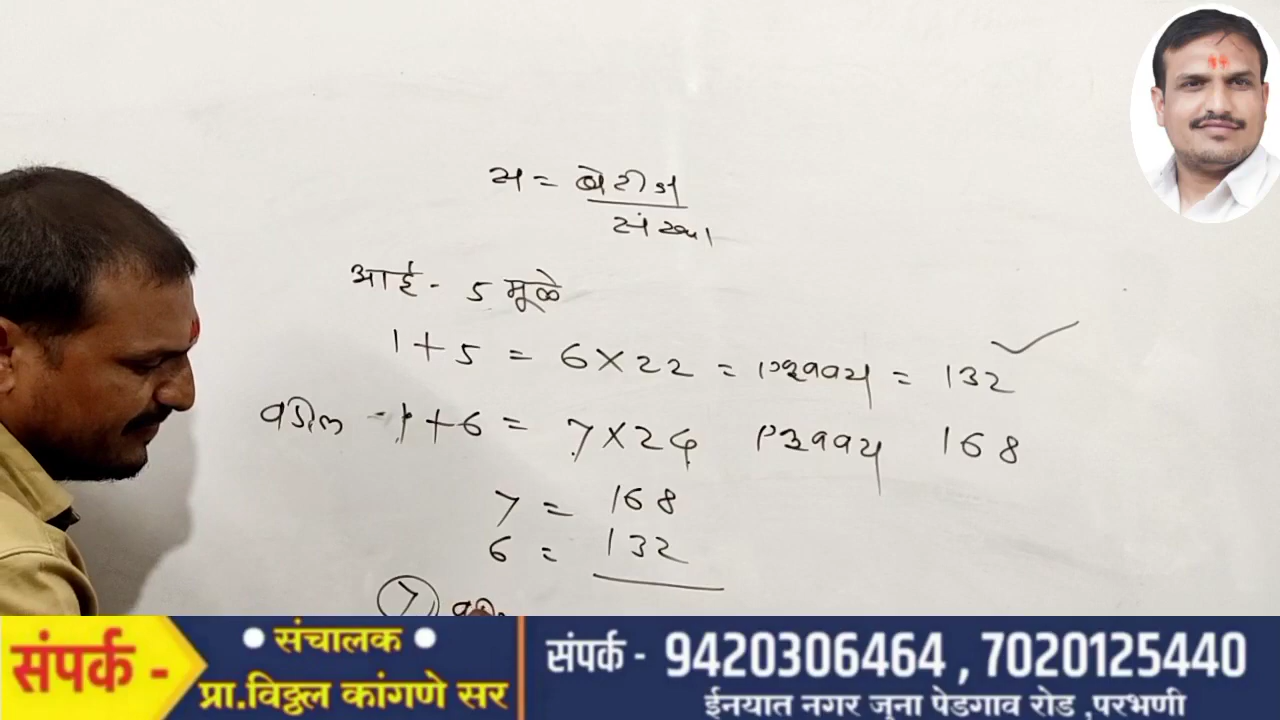 स = बेरीज
संख्या
आई - 5 मूळे
1 + 5 = 6 × 22 = = 132
वडिल - 1 + 6 = 7 × 24 168
7 = 168
6 = 132
7
संपर्क -
• संचालक •
प्रा.विठ्ठल कांगणे सर
संपर्क - 9420306464 , 7020125440
ईनयात नगर जूना पेडगाव रोड ,परभणी